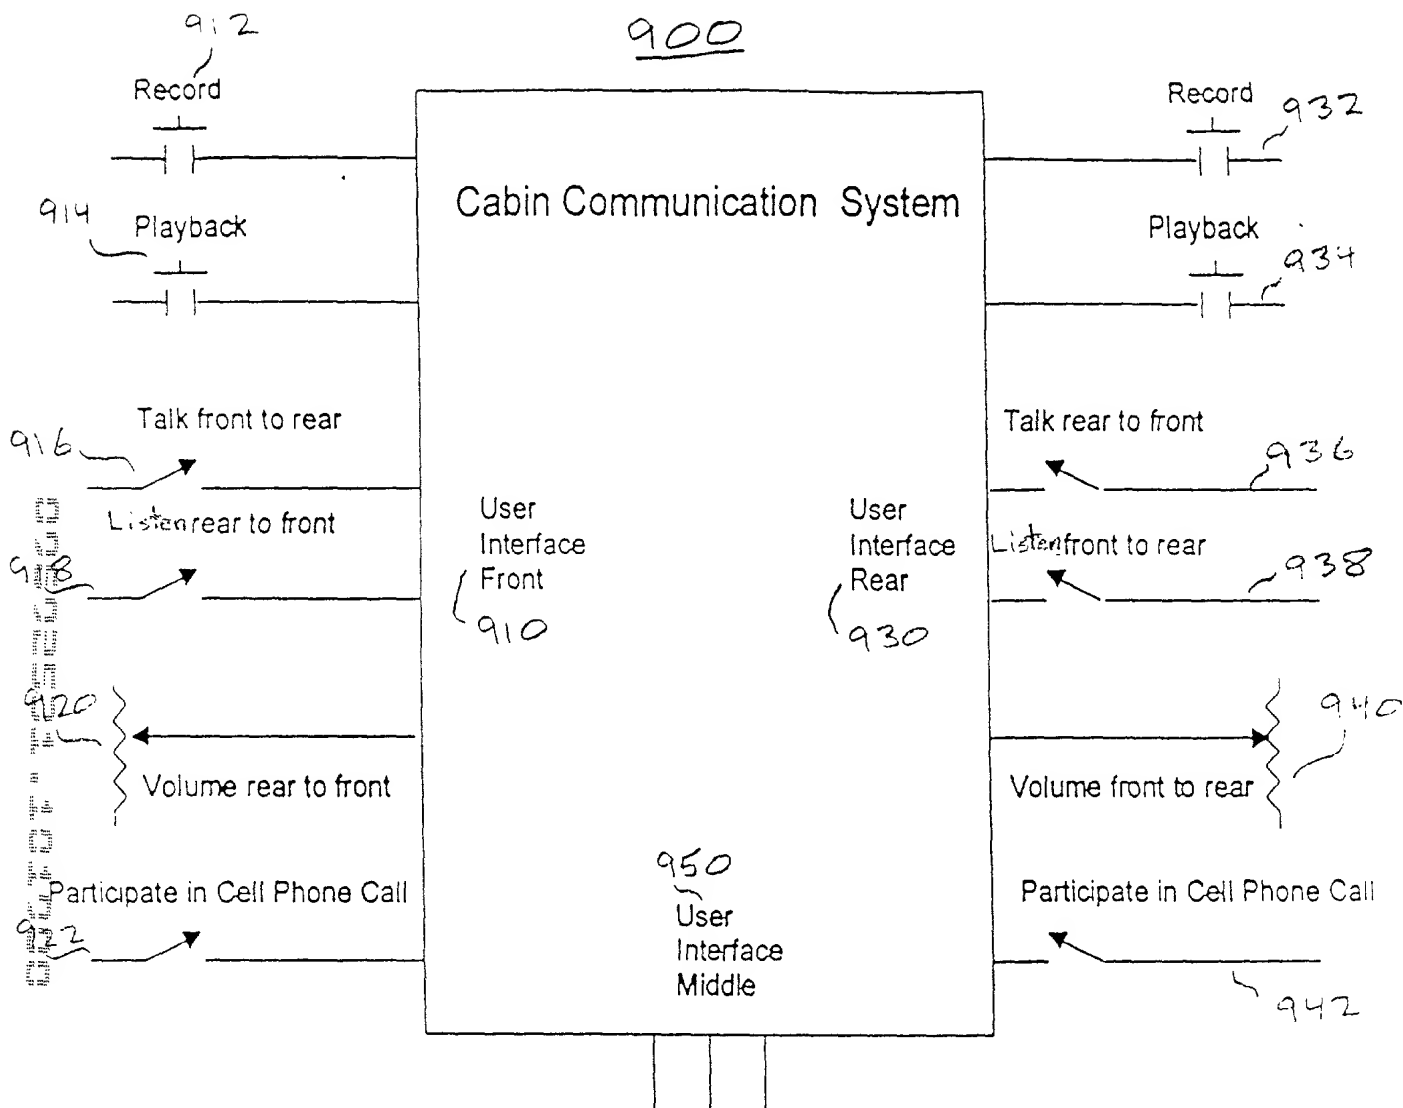 900
912
Record
914
Playback
Talk front to rear
916
Listen rear to front
918
920
Volume rear to front
Participate in Cell Phone Call
922
Cabin Communication System
User
Interface
Front
910
User
Interface
Rear
930
950
User
Interface
Middle
Record
932
Playback
934
Talk rear to front
936
Listen front to rear
938
940
Volume front to rear
Participate in Cell Phone Call
942